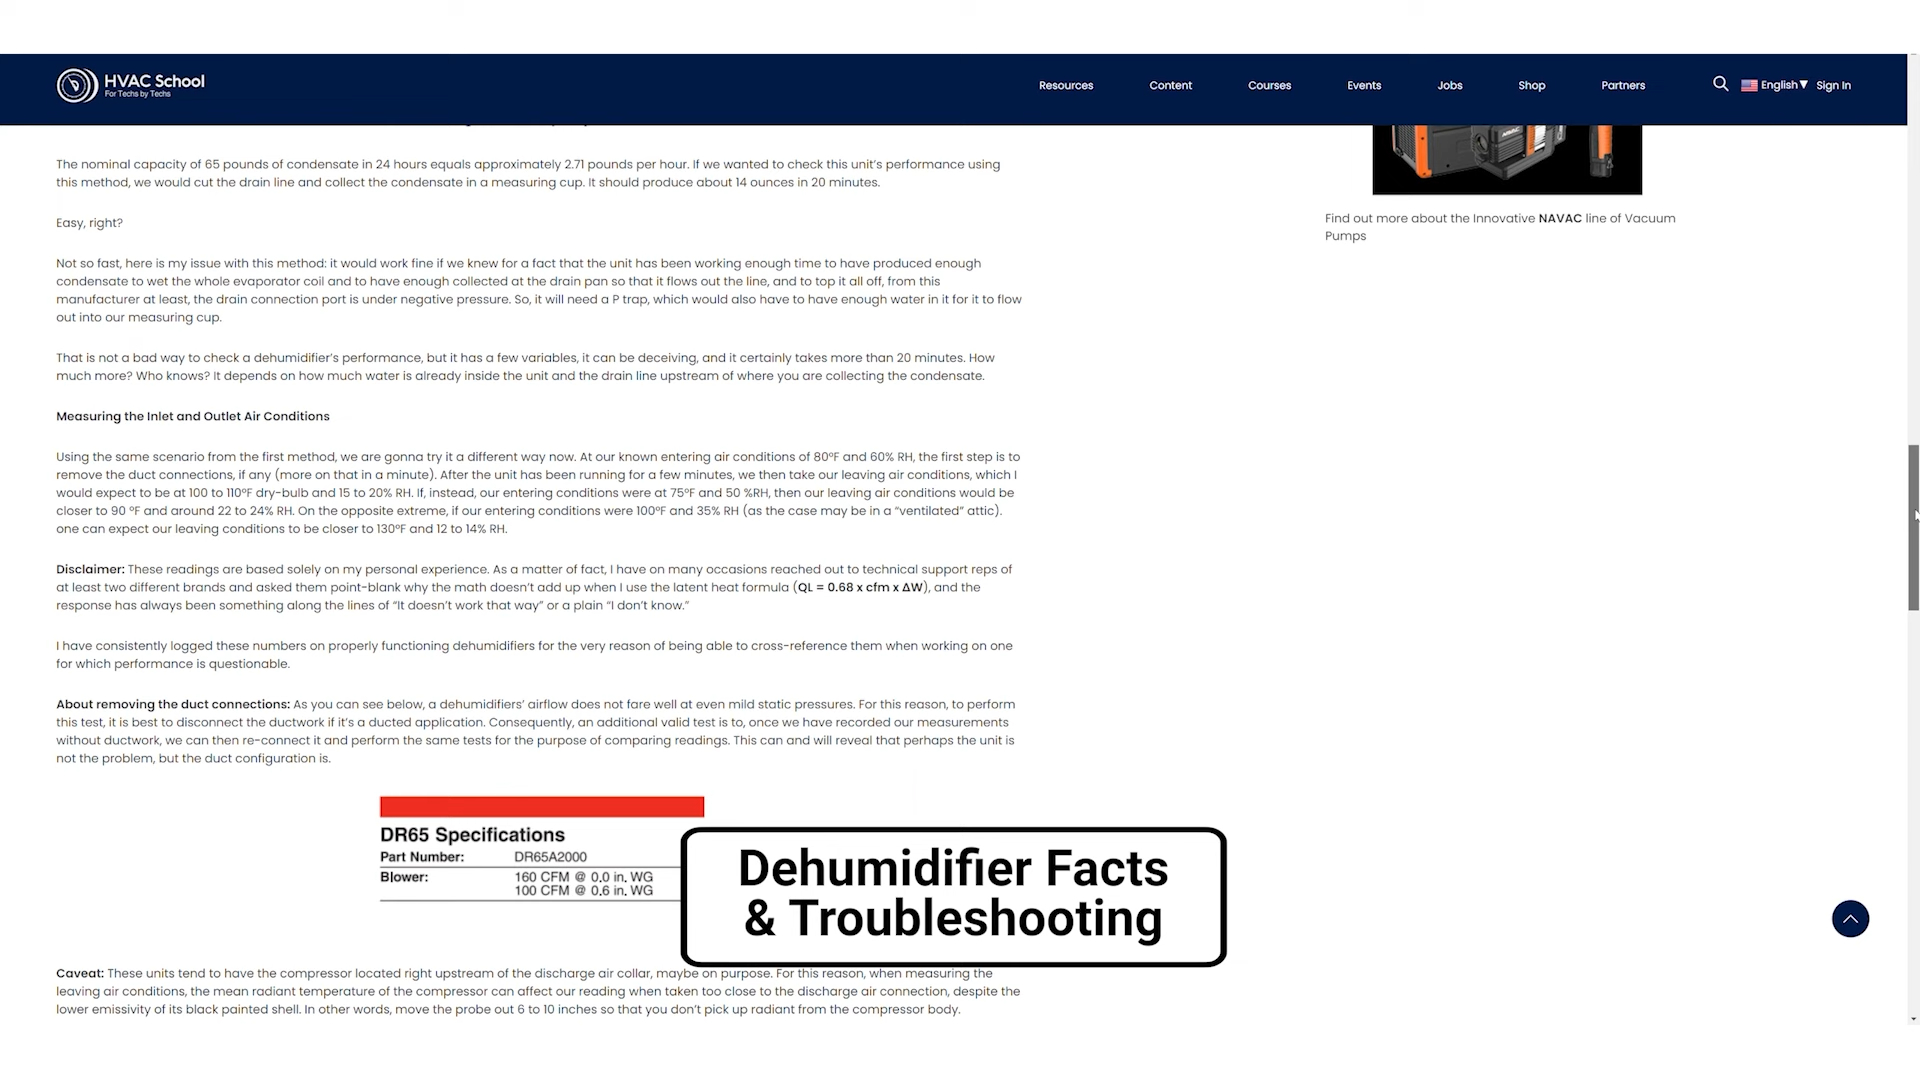 HVAC School
For Techs by Techs
Resources
Content
Courses
Events
Jobs
Shop
Partners
English▼
Sign In
The nominal capacity of 65 pounds of condensate in 24 hours equals approximately 2.71 pounds per hour. If we wanted to check this unit's performance using
this method, we would cut the drain line and collect the condensate in a measuring cup. It should produce about 14 ounces in 20 minutes.
Easy, right?
Not so fast, here is my issue with this method: it would work fine if we knew for a fact that the unit has been working enough time to have produced enough
condensate to wet the whole evaporator coil and to have enough collected at the drain pan so that it flows out the line, and to top it all off, from this
manufacturer at least, the drain connection port is under negative pressure. So, it will need a P trap, which would also have to have enough water in it for it to flow
out into our measuring cup.
That is not a bad way to check a dehumidifier's performance, but it has a few variables, it can be deceiving, and it certainly takes more than 20 minutes. How
much more? Who knows? It depends on how much water is already inside the unit and the drain line upstream of where you are collecting the condensate.
Measuring the Inlet and Outlet Air Conditions
Using the same scenario from the first method, we are gonna try it a different way now. At our known entering air conditions of 80ºF and 60% RH, the first step is to
remove the duct connections, if any (more on that in a minute). After the unit has been running for a few minutes, we then take our leaving air conditions, which I
would expect to be at 100 to 110ºF dry-bulb and 15 to 20% RH. If, instead, our entering conditions were at 75ºF and 50 %RH, then our leaving air conditions would be
closer to 90 ºF and around 22 to 24% RH. On the opposite extreme, if our entering conditions were 100ºF and 35% RH (as the case may be in a “ventilated” attic).
one can expect our leaving conditions to be closer to 130ºF and 12 to 14% RH.
Disclaimer: These readings are based solely on my personal experience. As a matter of fact, I have on many occasions reached out to technical support reps of
at least two different brands and asked them point-blank why the math doesn't add up when I use the latent heat formula (QL = 0.68 x cfm x ΔW), and the
response has always been something along the lines of “It doesn't work that way” or a plain “I don't know.”
I have consistently logged these numbers on properly functioning dehumidifiers for the very reason of being able to cross-reference them when working on one
for which performance is questionable.
About removing the duct connections: As you can see below, a dehumidifiers' airflow does not fare well at even mild static pressures. For this reason, to perform
this test, it is best to disconnect the ductwork if it's a ducted application. Consequently, an additional valid test is to, once we have recorded our measurements
without ductwork, we can then re-connect it and perform the same tests for the purpose of comparing readings. This can and will reveal that perhaps the unit is
not the problem, but the duct configuration is.
DR65 Specifications
Part Number: DR65A2000
Blower: 160 CFM @ 0.0 in. WG
100 CFM @ 0.6 in. WG
Dehumidifier Facts
& Troubleshooting
Caveat: These units tend to have the compressor located right upstream of the discharge air collar, maybe on purpose. For this reason, when measuring the
leaving air conditions, the mean radiant temperature of the compressor can affect our reading when taken too close to the discharge air connection, despite the
lower emissivity of its black painted shell. In other words, move the probe out 6 to 10 inches so that you don't pick up radiant from the compressor body.
Find out more about the Innovative NAVAC line of Vacuum
Pumps